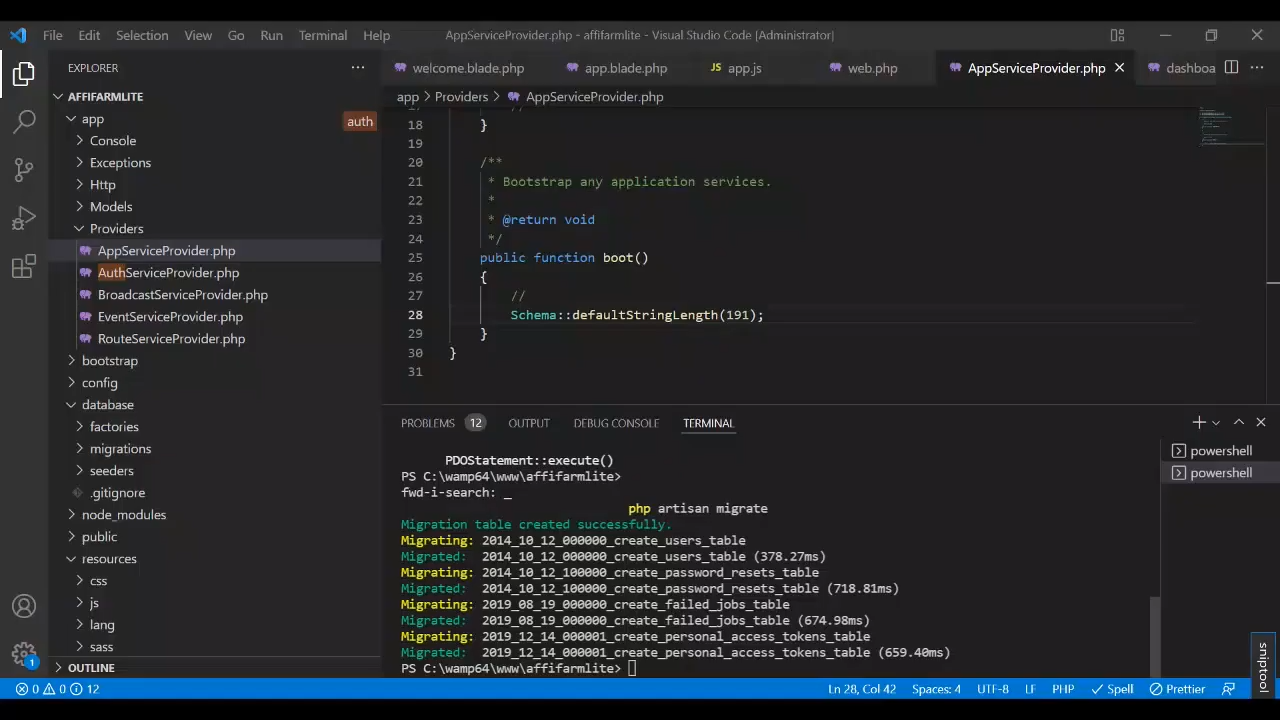 File Edit Selection View Go Run Terminal Help AppServiceProvider.php - affifarmlite - Visual Studio Code [Administrator]
EXPLORER
welcome.blade.php app.blade.php JS app.js web.php AppServiceProvider.php dashboa
AFFIFARMLITE
app auth
Console
Exceptions
Http
Models
Providers
AppServiceProvider.php
AuthServiceProvider.php
BroadcastServiceProvider.php
EventServiceProvider.php
RouteServiceProvider.php
bootstrap
config
database
factories
migrations
seeders
.gitignore
node_modules
public
resources
css
js
lang
sass
OUTLINE
1
app > Providers > AppServiceProvider.php
17 //
18 }
19
20 /**
21 * Bootstrap any application services.
22 *
23 * @return void
24 */
25 public function boot()
26 {
27 //
28 Schema::defaultStringLength(191);
29 }
30 }
31
PROBLEMS 12 OUTPUT DEBUG CONSOLE TERMINAL
PDOStatement::execute()
PS C:\wamp64\www\affifarmlite>
fwd-i-search: _
php artisan migrate
Migration table created successfully.
Migrating: 2014_10_12_000000_create_users_table
Migrated: 2014_10_12_000000_create_users_table (378.27ms)
Migrating: 2014_10_12_100000_create_password_resets_table
Migrated: 2014_10_12_100000_create_password_resets_table (718.81ms)
Migrating: 2019_08_19_000000_create_failed_jobs_table
Migrated: 2019_08_19_000000_create_failed_jobs_table (674.98ms)
Migrating: 2019_12_14_000001_create_personal_access_tokens_table
Migrated: 2019_12_14_000001_create_personal_access_tokens_table (659.40ms)
PS C:\wamp64\www\affifarmlite>
powershell
powershell
sniptool
0 0 12 Ln 28, Col 42 Spaces: 4 UTF-8 LF PHP Spell Prettier